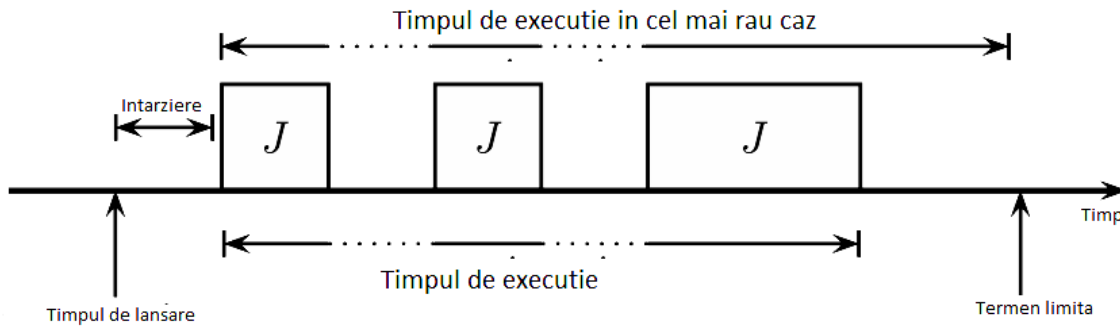 Timpul de executie in cel mai rau caz
Intarziere
J
J
J
Timp
Timpul de executie
Timpul de lansare
Termen limita